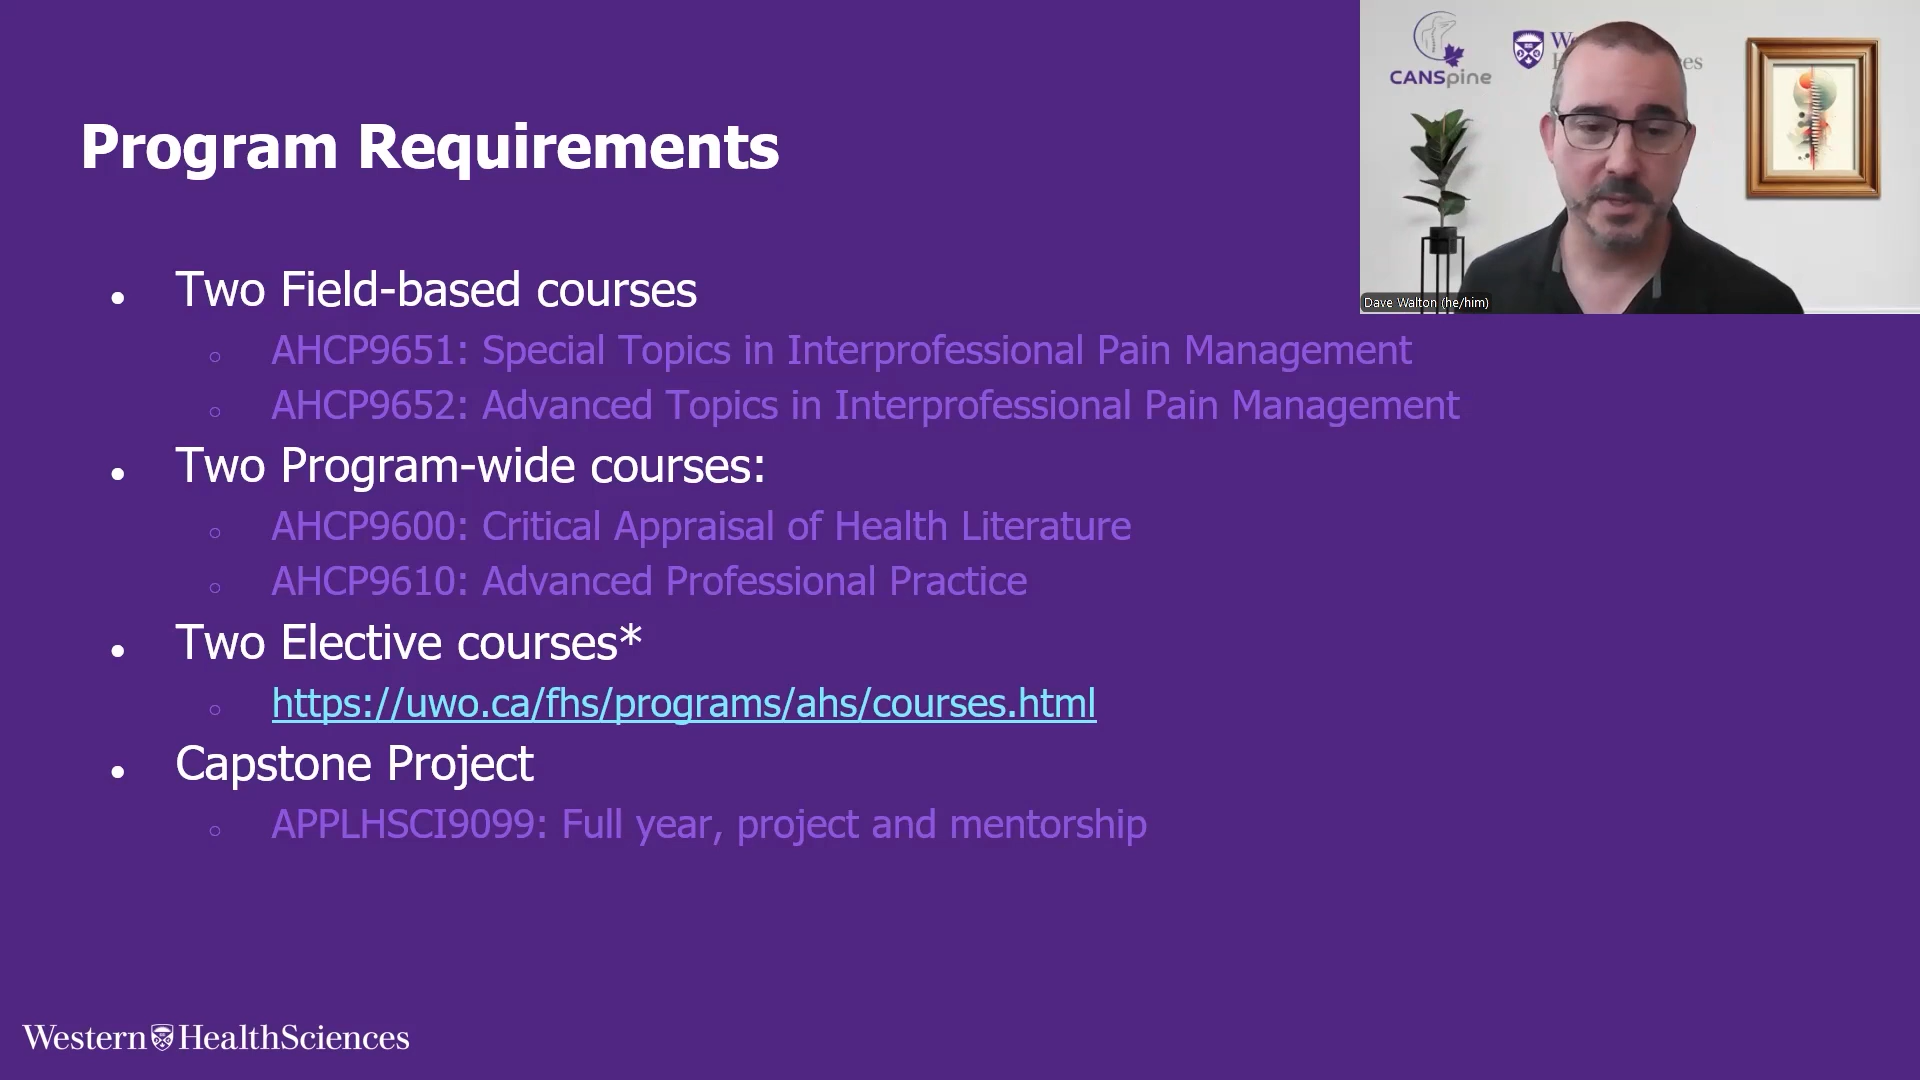 Program Requirements
Two Field-based courses
AHCP9651: Special Topics in Interprofessional Pain Management
AHCP9652: Advanced Topics in Interprofessional Pain Management
Two Program-wide courses:
AHCP9600: Critical Appraisal of Health Literature
AHCP9610: Advanced Professional Practice
Two Elective courses*
https://uwo.ca/fhs/programs/ahs/courses.html
Capstone Project
APPLHSCI9099: Full year, project and mentorship
Western HealthSciences
CANSpine
Dave Walton (he/him)